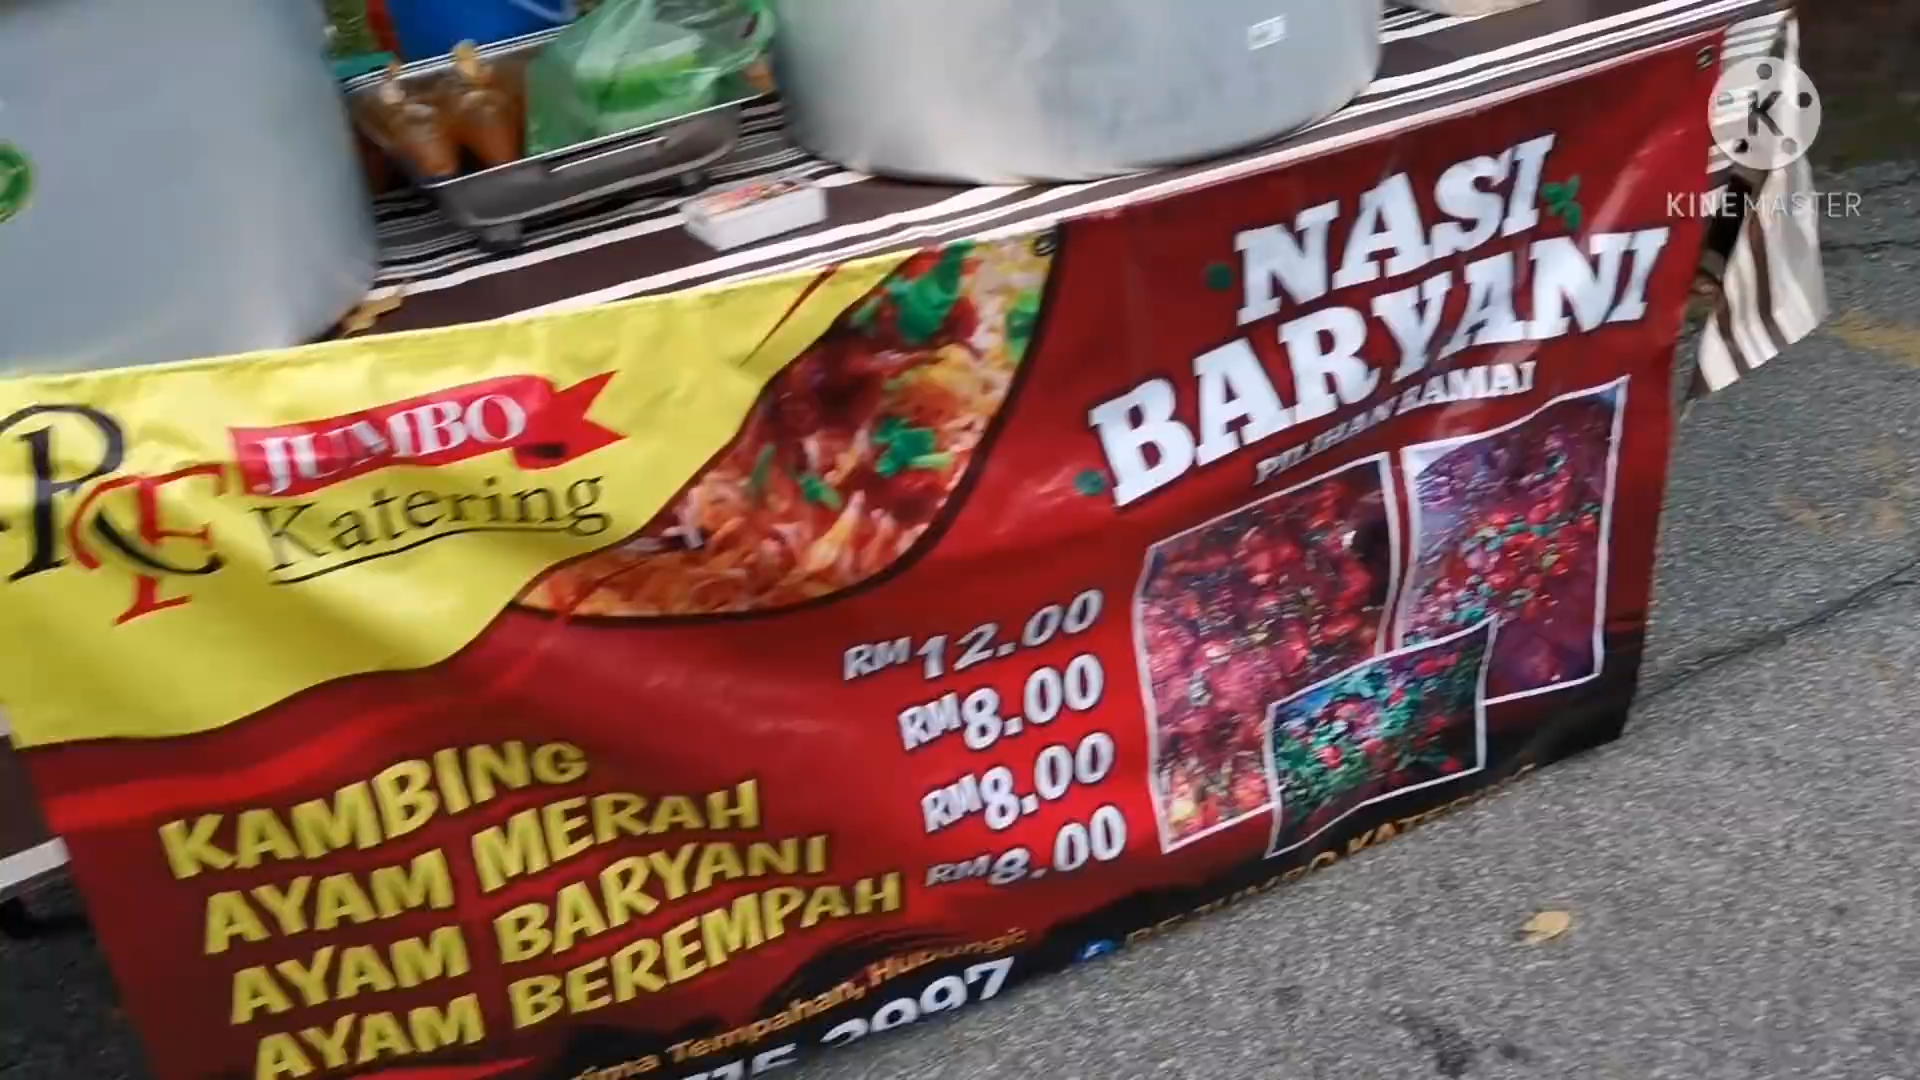 K
KINEMASTER
NASI
BARYANI
PILIHAN RAMAI
JUMBO
Katering
KAMBING RM12.00
AYAM MERAH RM8.00
AYAM BARYANI RM8.00
AYAM BEREMPAH RM8.00
Tempahan, Hubungi: